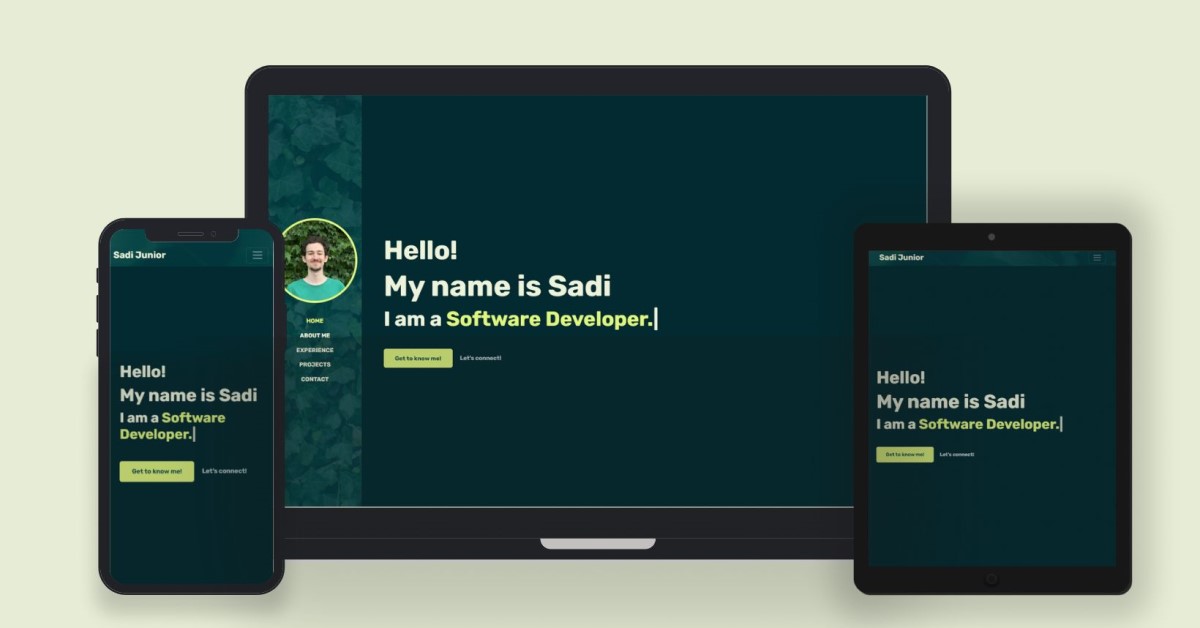 Sadi Junior
Hello!
My name is Sadi
I am a Software
Developer.|
Get to know me!
Let's connect!
HOME
ABOUT ME
EXPERIENCE
PROJECTS
CONTACT
Hello!
My name is Sadi
I am a Software Developer.|
Get to know me!
Let's connect!
Sadi Junior
Hello!
My name is Sadi
I am a Software Developer.|
Get to know me!
Let's connect!